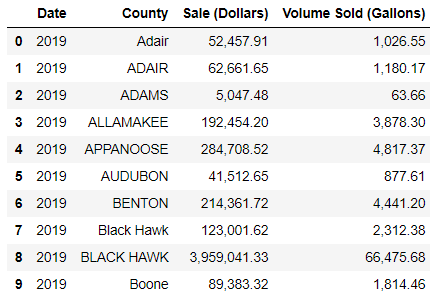 Date County Sale (Dollars) Volume Sold (Gallons)
0 2019 Adair 52,457.91 1,026.55
1 2019 ADAIR 62,661.65 1,180.17
2 2019 ADAMS 5,047.48 63.66
3 2019 ALLAMAKEE 192,454.20 3,878.30
4 2019 APPANOOSE 284,708.52 4,817.37
5 2019 AUDUBON 41,512.65 877.61
6 2019 BENTON 214,361.72 4,441.20
7 2019 Black Hawk 123,001.62 2,312.38
8 2019 BLACK HAWK 3,959,041.33 66,475.68
9 2019 Boone 89,383.32 1,814.46